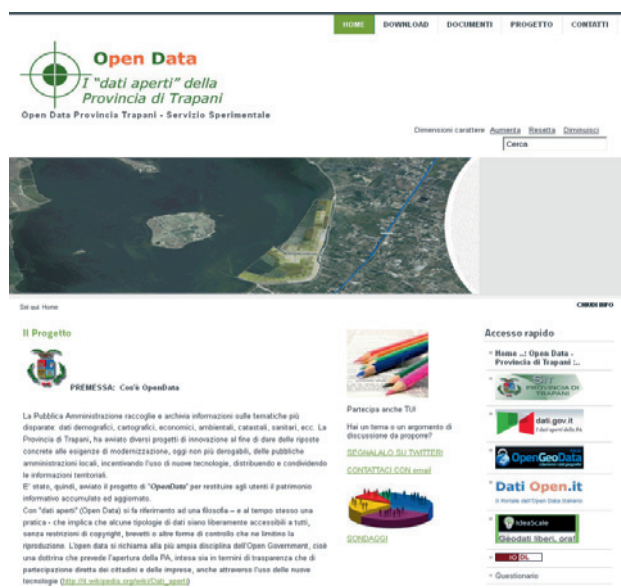 HOME DOWNLOAD DOCUMENTI PROGETTO CONTATTI
Open Data
I "dati aperti" della
Provincia di Trapani
Open Data Provincia Trapani - Servizio Sperimentale
Dimensioni carattere Aumenta Resetta Diminuisci
Cerca
Sei qui: Home
CHIUDI INFO
Il Progetto
PREMESSA: Cos'è OpenData
La Pubblica Amministrazione raccoglie e archivia informazioni sulle tematiche più
disparate: dati demografici, cartografici, economici, ambientali, catastali, sanitari, ecc. La
Provincia di Trapani, ha avviato diversi progetti di innovazione al fine di dare delle riposte
concrete alle esigenze di modernizzazione, oggi non più derogabili, delle pubbliche
amministrazioni locali, incentivando l'uso di nuove tecnologie, distribuendo e condividendo
le informazioni territoriali.
E' stato, quindi, avviato il progetto di "OpenData" per restituire agli utenti il patrimonio
informativo accumulato ed aggiornato.
Con "dati aperti" (Open Data) si fa riferimento ad una filosofia – e al tempo stesso una
pratica - che implica che alcune tipologie di dati siano liberamente accessibili a tutti,
senza restrizioni di copyright, brevetti o altre forme di controllo che ne limitino la
riproduzione. L'open data si richiama alla più ampia disciplina dell'Open Government, cioè
una dottrina che prevede l'apertura della PA, intesa sia in termini di trasparenza che di
partecipazione diretta dei cittadini e delle imprese, anche attraverso l'uso delle nuove
tecnologie (http://it.wikipedia.org/wiki/Dati_aperti)
Partecipa anche TU!
Hai un tema o un argomento di
discussione da proporre?
SEGNALALO SU TWITTER!
CONTATTACI CON email
SONDAGGI
Accesso rapido
Home ..: Open Data -
Provincia di Trapani :..
SIT
PROVINCIA DI
TRAPANI
dati.gov.it
I dati aperti della PA
OpenGeoData
Dati Open.it
Il Portale dell'Open Data Italiano
IdeaScale
Geodati liberi, ora!
IO DL
Questionario